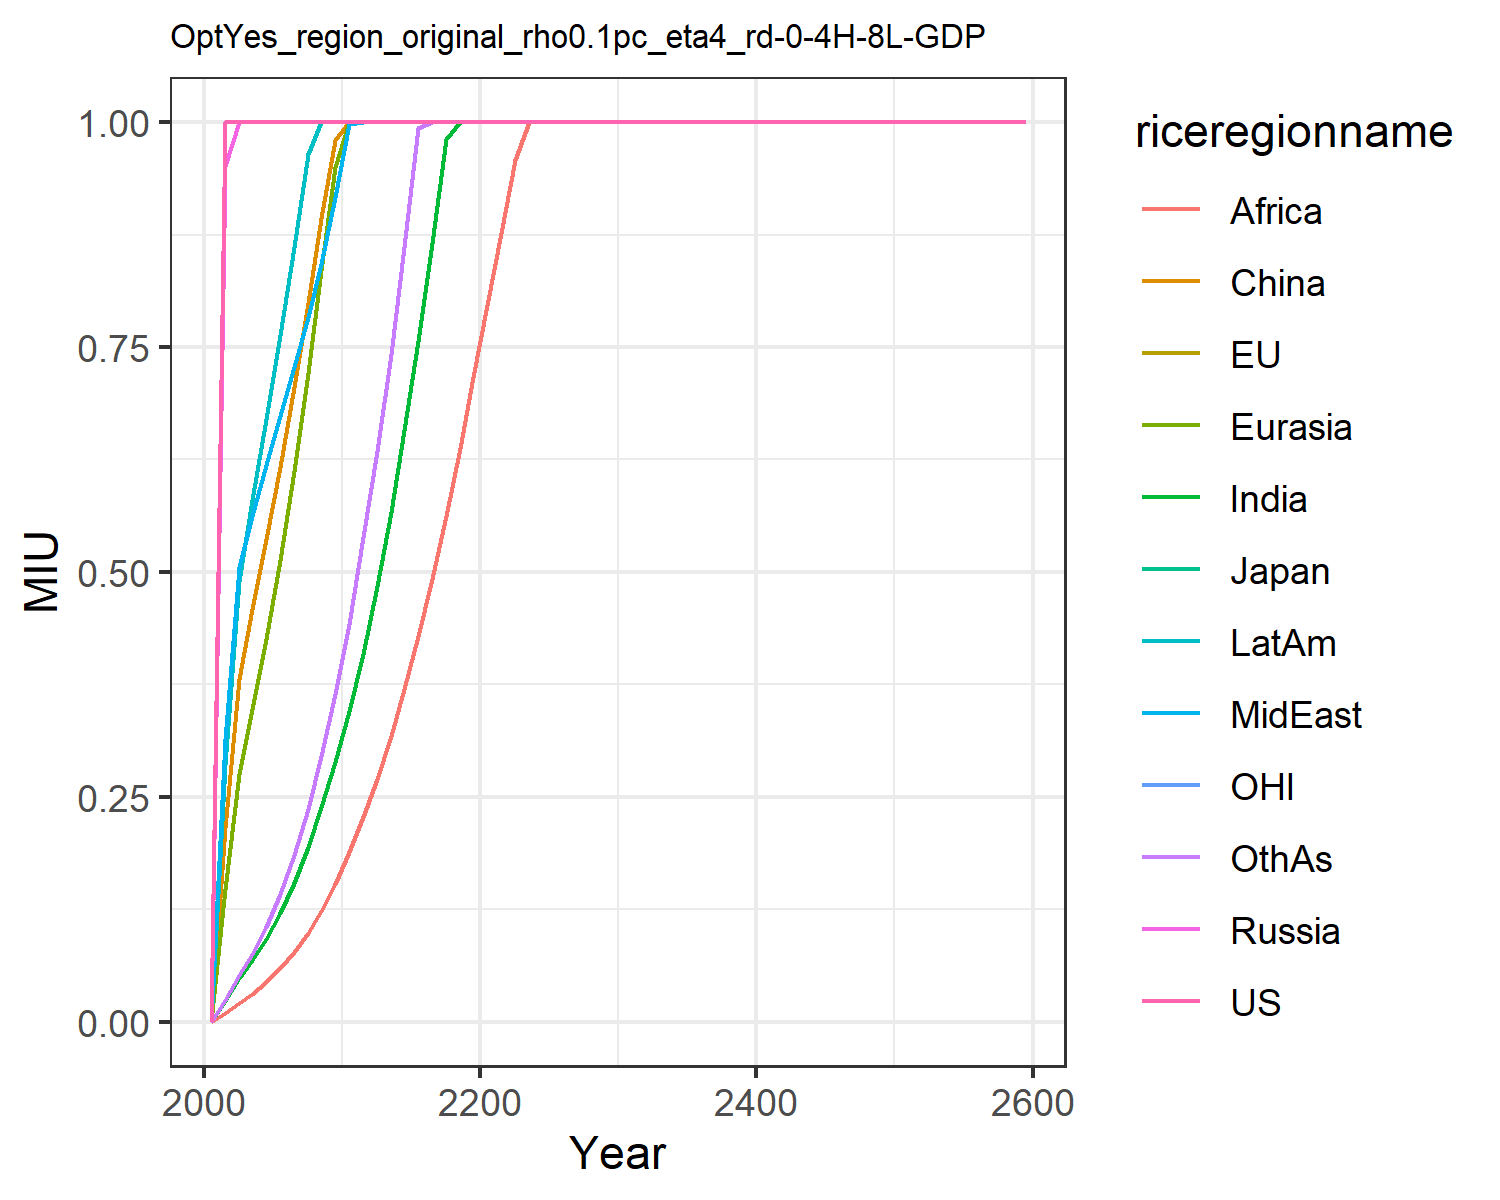 OptYes_region_original_rho0.1pc_eta4_rd-0-4H-8L-GDP
1.00
0.75
0.50
0.25
0.00
MIU
2000
2200
2400
2600
Year
riceregionname
Africa
China
EU
Eurasia
India
Japan
LatAm
MidEast
OHI
OthAs
Russia
US